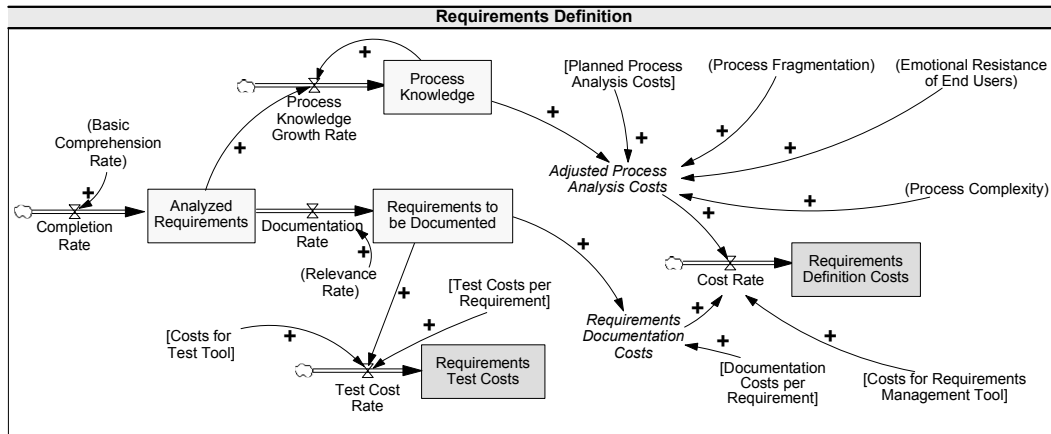 Requirements Definition
+
Process
Knowledge
Process
Knowledge
Growth Rate
[Planned Process
Analysis Costs]
(Process Fragmentation)
(Emotional Resistance
of End Users)
+
+
+
+
(Basic
Comprehension
Rate)
+
+
Adjusted Process
Analysis Costs
+
+
(Process Complexity)
Completion
Rate
Analyzed
Requirements
Documentation
Rate
Requirements to
be Documented
+
+
+
(Relevance
Rate)
Cost Rate
Requirements
Definition Costs
[Test Costs per
Requirement]
+
+
+
[Costs for
Test Tool]
+
Requirements
Documentation
Costs
+
+
Test Cost
Rate
Requirements
Test Costs
[Documentation
Costs per
Requirement]
[Costs for Requirements
Management Tool]